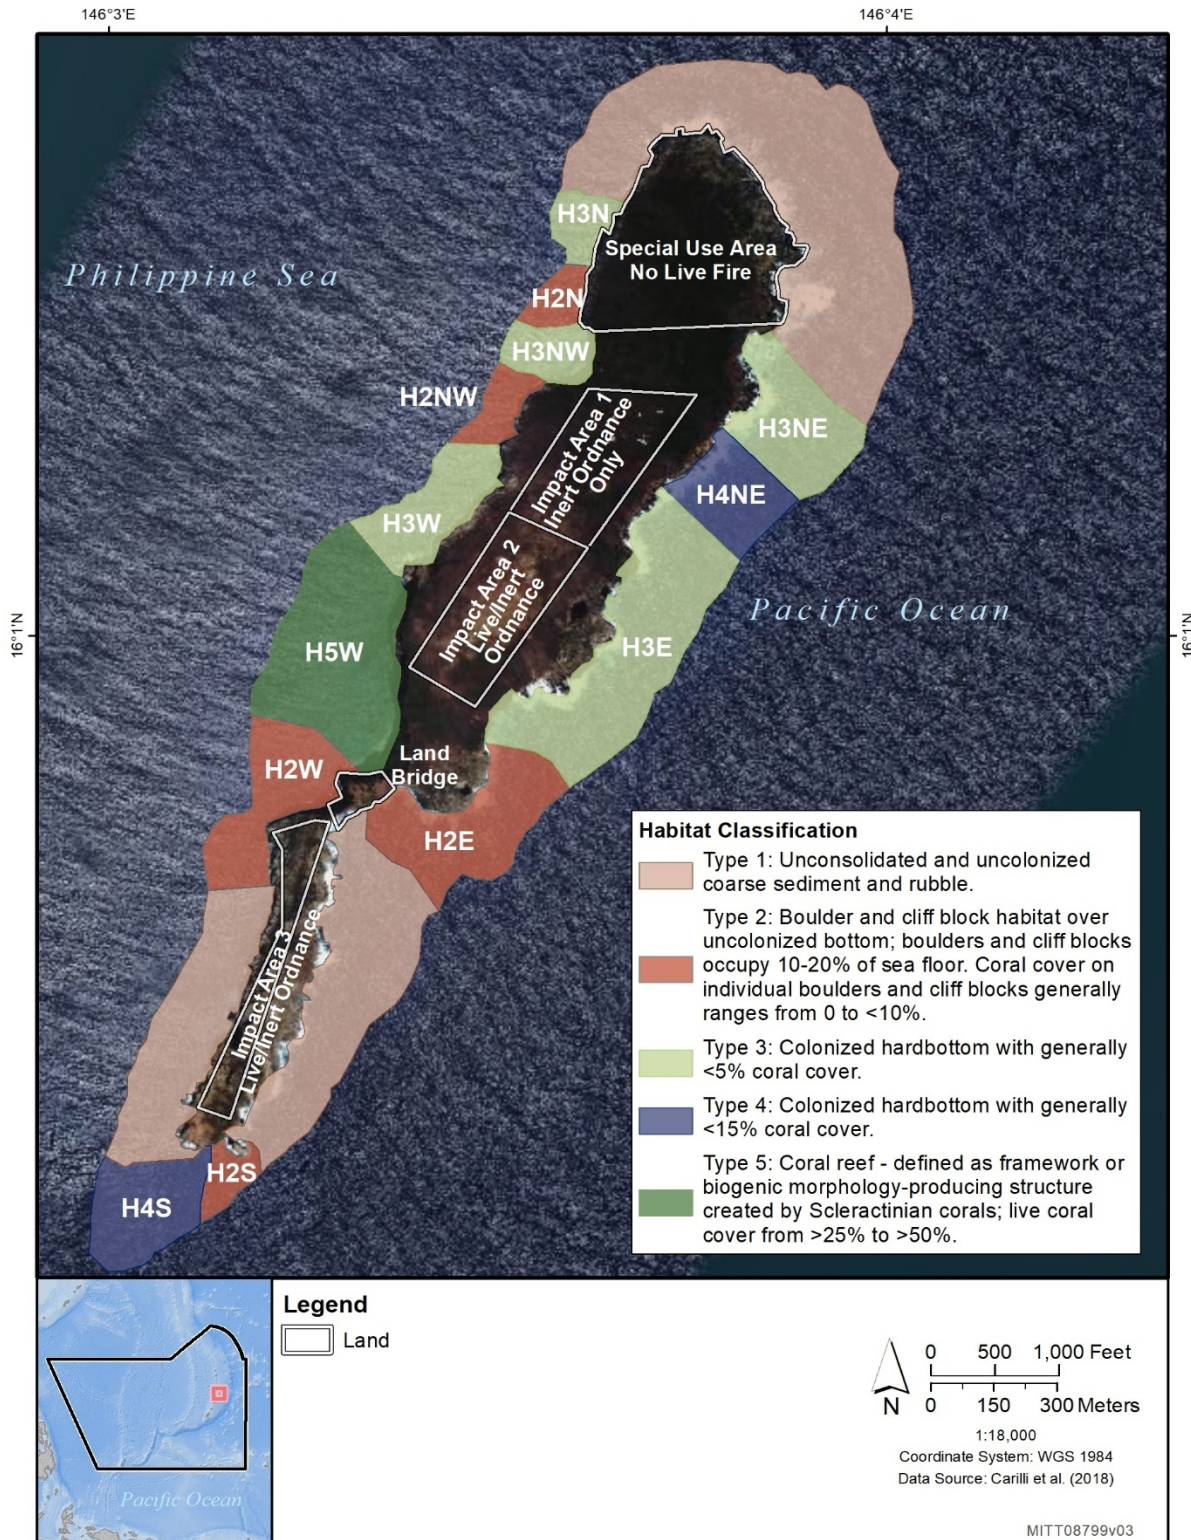 146°3'E
146°4'E
H3N
Special Use Area
No Live Fire
Philippine Sea
H2N
H3NW
H2NW
Impact Area 1
Inert Ordnance
Only
H3NE
H4NE
H3W
Impact Area 2
Live/Inert
Ordnance
Pacific Ocean
16°1'N
16°1'N
H5W
H3E
Land
Bridge
H2W
H2E
Impact Area 3
Live/Inert Ordnance
H2S
H4S
Habitat Classification
Type 1: Unconsolidated and uncolonized
coarse sediment and rubble.
Type 2: Boulder and cliff block habitat over
uncolonized bottom; boulders and cliff blocks
occupy 10-20% of sea floor. Coral cover on
individual boulders and cliff blocks generally
ranges from 0 to <10%.
Type 3: Colonized hardbottom with generally
<5% coral cover.
Type 4: Colonized hardbottom with generally
<15% coral cover.
Type 5: Coral reef - defined as framework or
biogenic morphology-producing structure
created by Scleractinian corals; live coral
cover from >25% to >50%.
Pacific Ocean
Legend
Land
N
0 500 1,000 Feet
0 150 300 Meters
1:18,000
Coordinate System: WGS 1984
Data Source: Carilli et al. (2018)
MITT08799v03